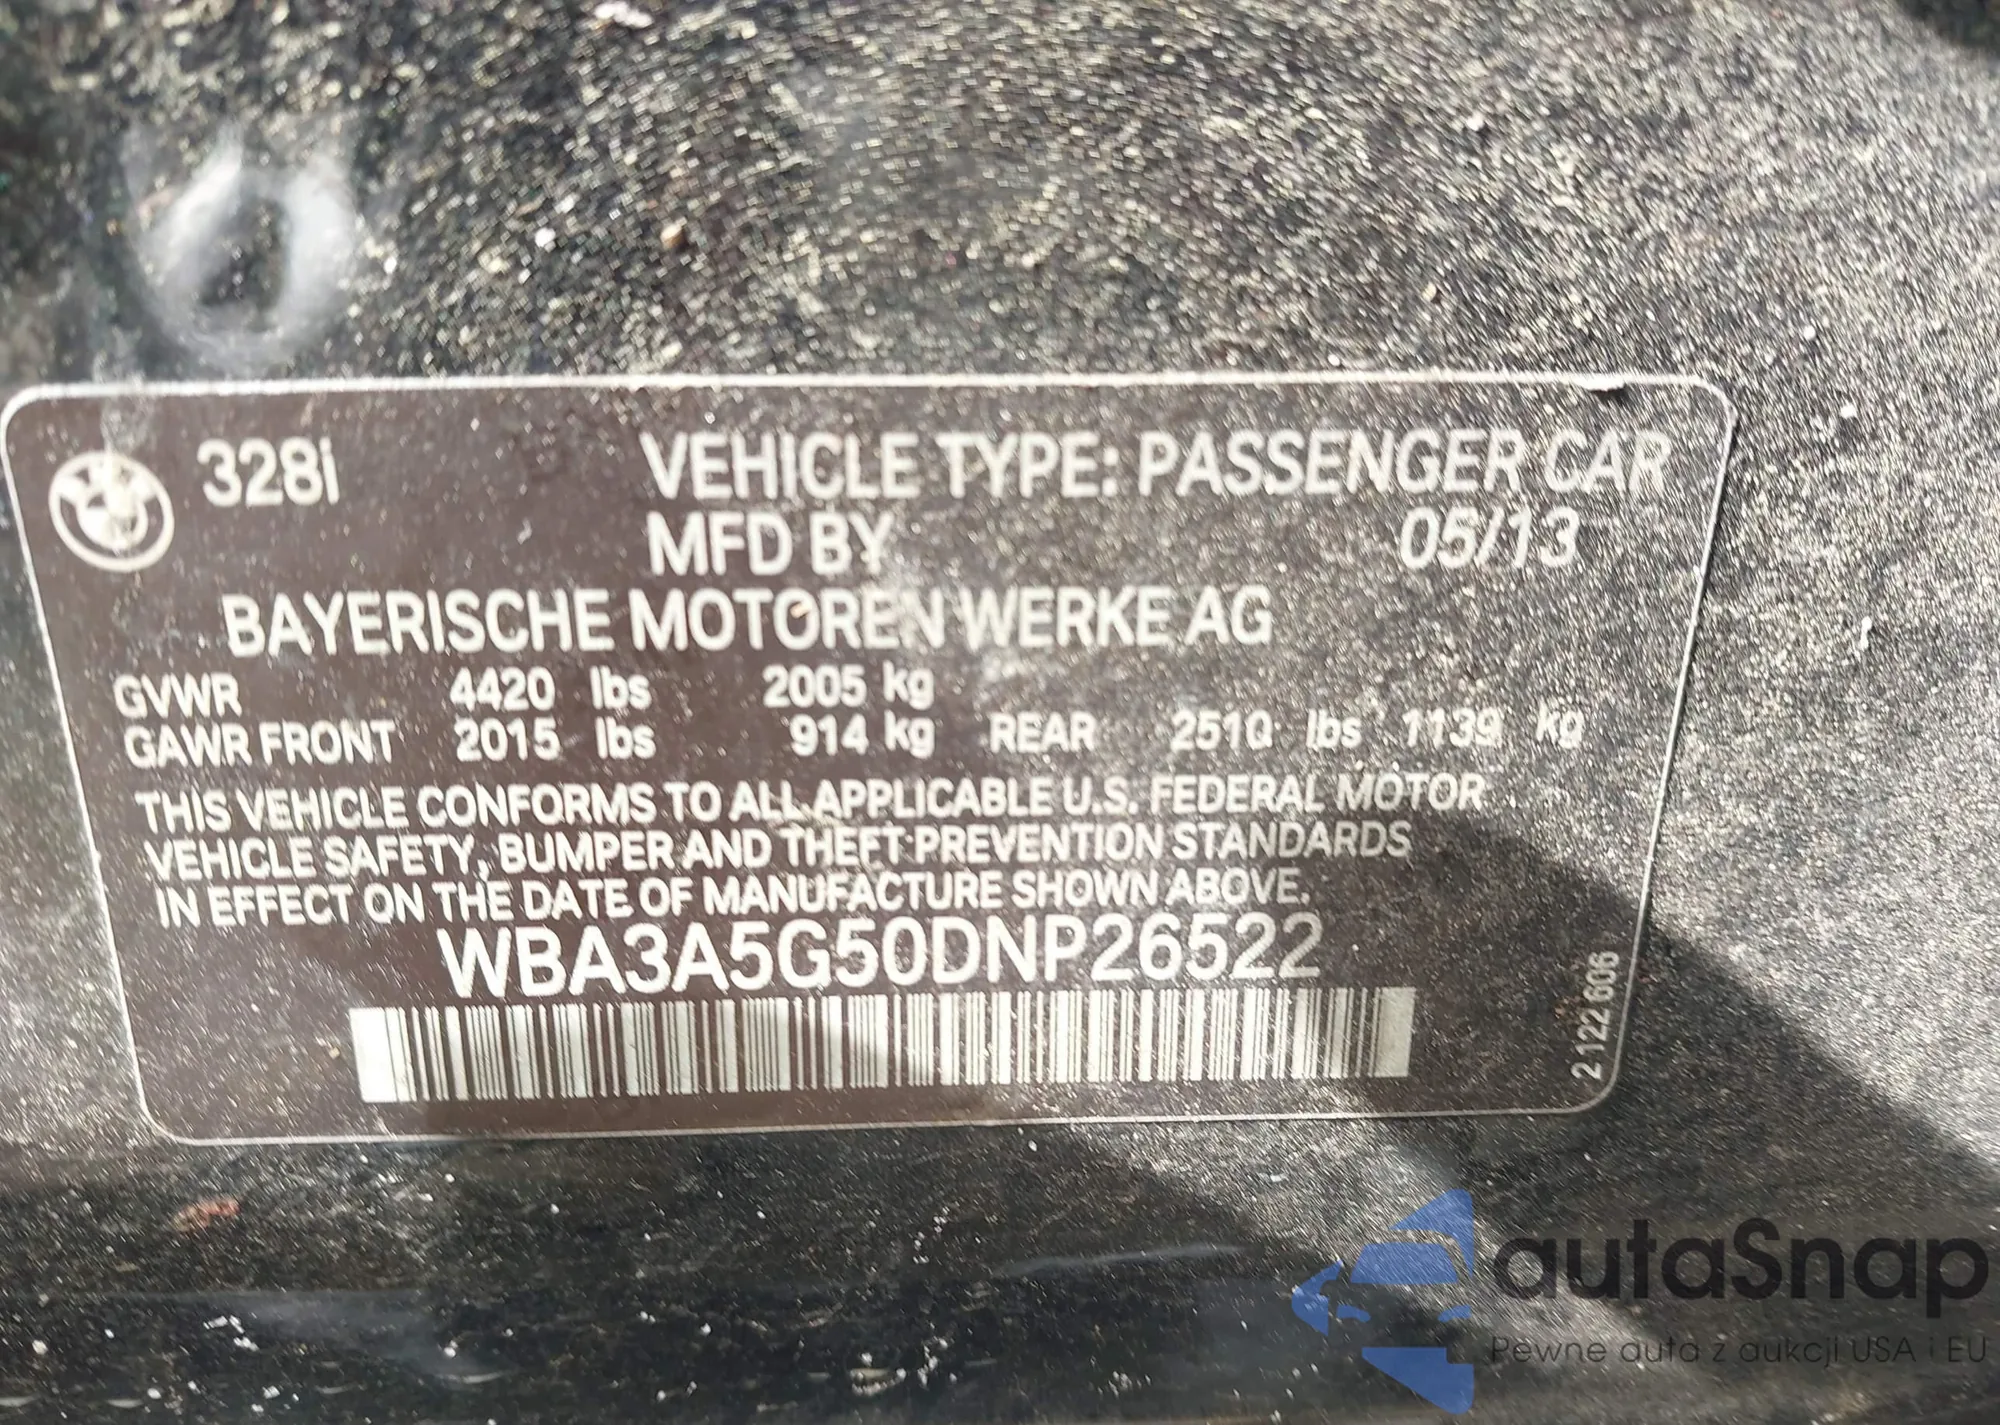 328i VEHICLE TYPE: PASSENGER CAR
MFD BY 05/13
BAYERISCHE MOTOREN WERKE AG
GVWR 4420 lbs 2005 kg
GAWR FRONT 2015 lbs 914 kg REAR 2510 lbs 1139 kg
THIS VEHICLE CONFORMS TO ALL APPLICABLE U.S. FEDERAL MOTOR
VEHICLE SAFETY, BUMPER AND THEFT PREVENTION STANDARDS
IN EFFECT ON THE DATE OF MANUFACTURE SHOWN ABOVE.
WBA3A5G50DNP26522
2122606
autaSnap
Pewne auta z aukcji USA i EU